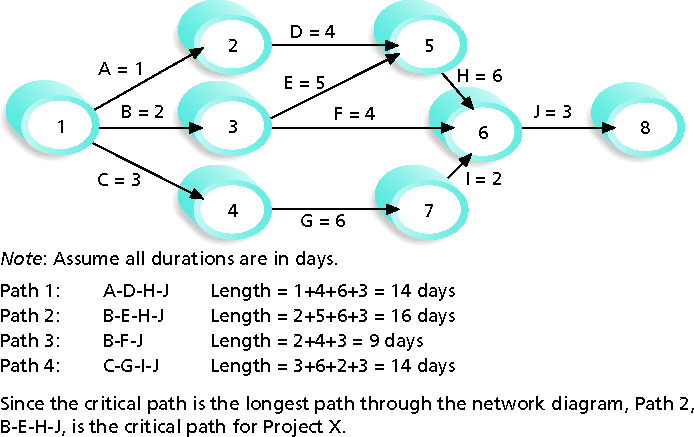 D = 4
2
5
A = 1
E = 5
H = 6
B = 2
F = 4
J = 3
1
3
6
8
C = 3
I = 2
4
G = 6
7
Note: Assume all durations are in days.
Path 1: A-D-H-J Length = 1+4+6+3 = 14 days
Path 2: B-E-H-J Length = 2+5+6+3 = 16 days
Path 3: B-F-J Length = 2+4+3 = 9 days
Path 4: C-G-I-J Length = 3+6+2+3 = 14 days
Since the critical path is the longest path through the network diagram, Path 2,
B-E-H-J, is the critical path for Project X.